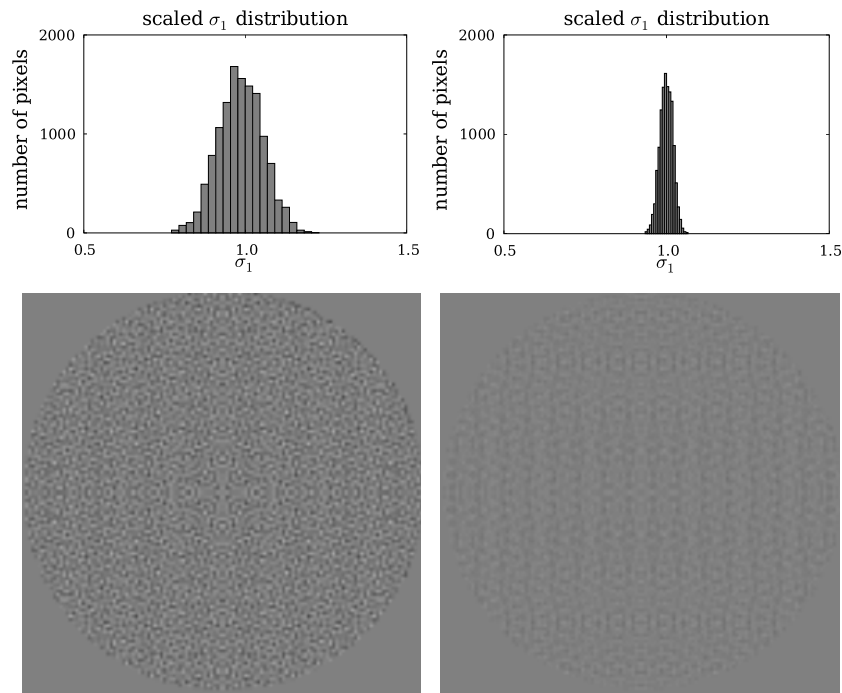 scaled σ1 distribution
number of pixels
2000
1000
0
0.5
1.0
1.5
σ1
scaled σ1 distribution
number of pixels
2000
1000
0
0.5
1.0
1.5
σ1